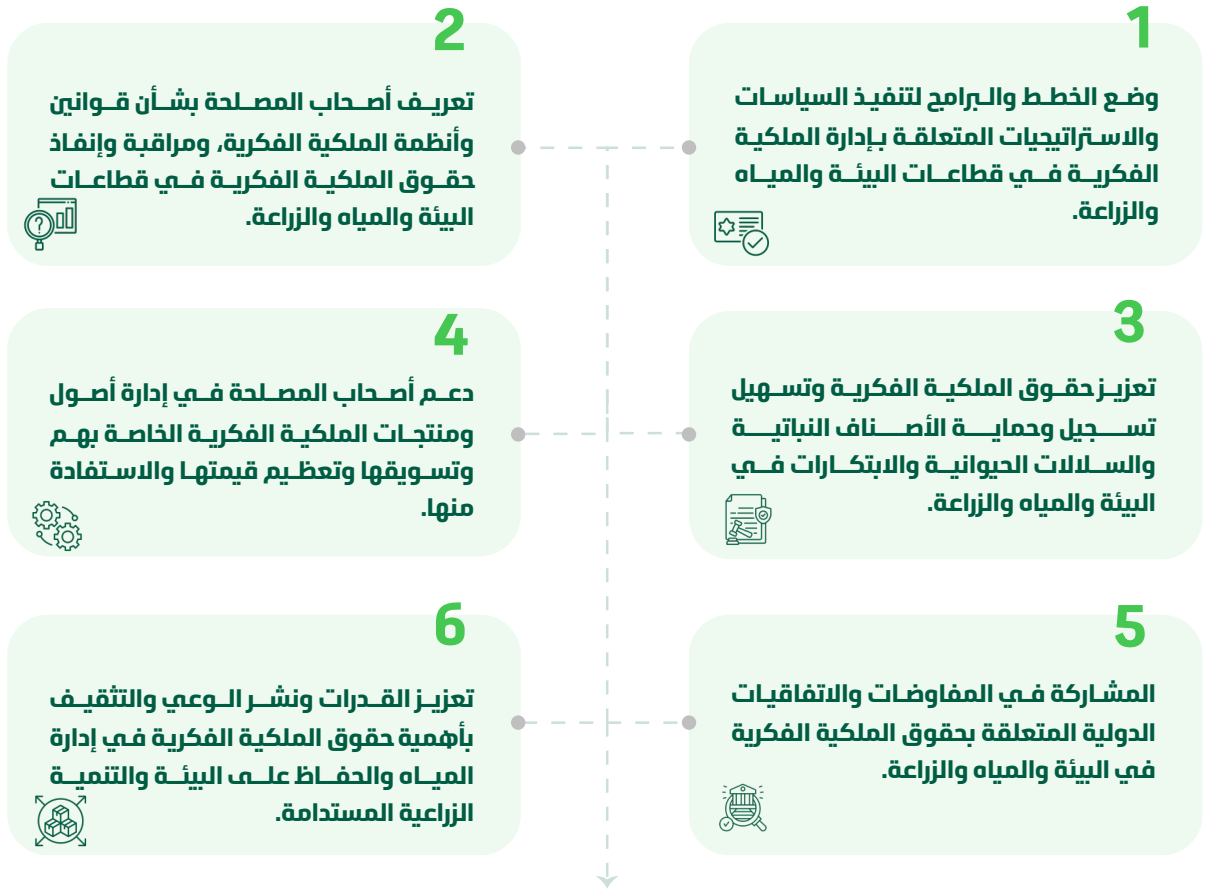 1
وضع الخطط والبرامج لتنفيذ السياسات
والاستراتيجيات المتعلقة بإدارة الملكية
الفكرية في قطاعات البيئة والمياه
والزراعة.
2
تعريف أصحاب المصلحة بشأن قوانين
وأنظمة الملكية الفكرية، ومراقبة وإنفاذ
حقوق الملكية الفكرية في قطاعات
البيئة والمياه والزراعة.
3
تعزيز حقوق الملكية الفكرية وتسهيل
تسجيل وحماية الأصناف النباتية
والسلالات الحيوانية والابتكارات في
البيئة والمياه والزراعة.
4
دعم أصحاب المصلحة في إدارة أصول
ومنتجات الملكية الفكرية الخاصة بهم
وتسويقها وتعظيم قيمتها والاستفادة
منها.
5
المشاركة في المفاوضات والاتفاقيات
الدولية المتعلقة بحقوق الملكية الفكرية
في البيئة والمياه والزراعة.
6
تعزيز القدرات ونشر الوعي والتثقيف
بأهمية حقوق الملكية الفكرية في إدارة
المياه والحفاظ على البيئة والتنمية
الزراعية المستدامة.